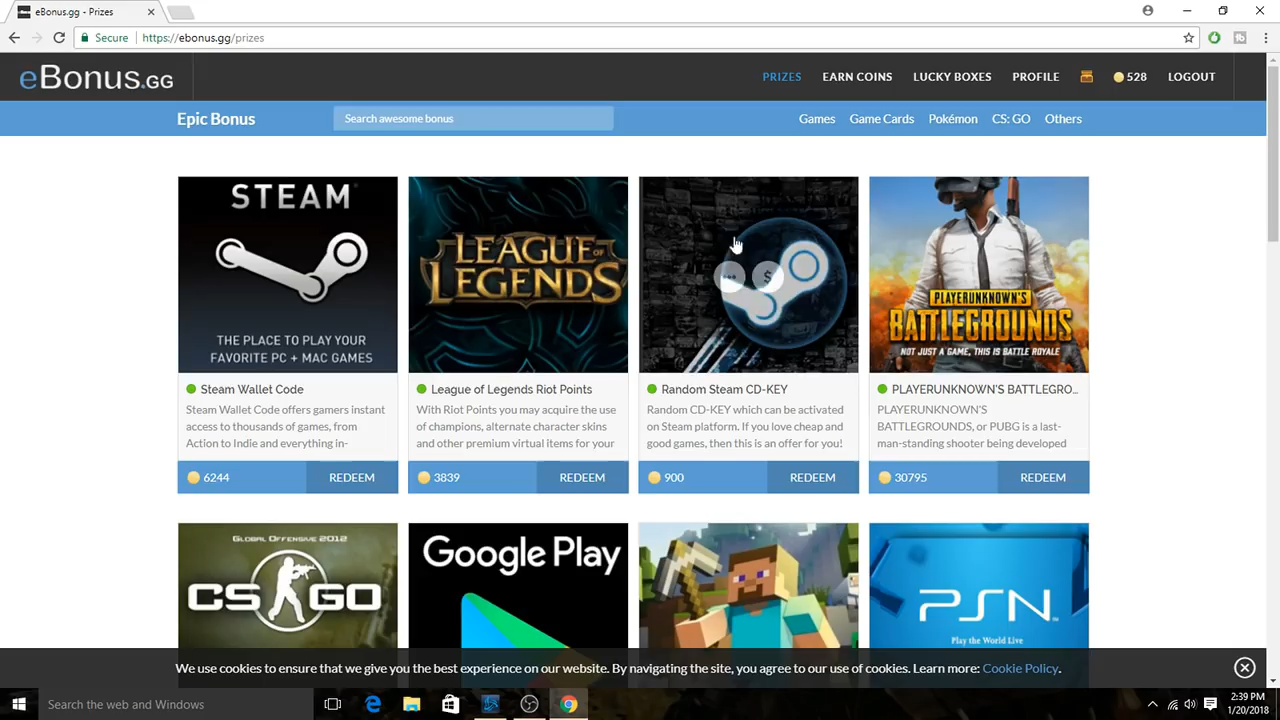 eBonus.gg - Prizes
Secure https://ebonus.gg/prizes
eBonus.GG
PRIZES EARN COINS LUCKY BOXES PROFILE 528 LOGOUT
Epic Bonus Search awesome bonus Games Game Cards Pokémon CS: GO Others
STEAM
THE PLACE TO PLAY YOUR
FAVORITE PC + MAC GAMES
LEAGUE OF
LEGENDS
$
PLAYERUNKNOWN'S
BATTLEGROUNDS
NOT JUST A GAME, THIS IS BATTLE ROYALE
Steam Wallet Code
Steam Wallet Code offers gamers instant
access to thousands of games, from
Action to Indie and everything in-
6244 REDEEM
League of Legends Riot Points
With Riot Points you may acquire the use
of champions, alternate character skins
and other premium virtual items for your
3839 REDEEM
Random Steam CD-KEY
Random CD-KEY which can be activated
on Steam platform. If you love cheap and
good games, then this is an offer for you!
900 REDEEM
PLAYERUNKNOWN'S BATTLEGRO...
PLAYERUNKNOWN'S
BATTLEGROUNDS, or PUBG is a last-
man-standing shooter being developed
30795 REDEEM
GLOBAL OFFENSIVE 2012
CS GO
Google Play
PSN
Play the World Live
We use cookies to ensure that we give you the best experience on our website. By navigating the site, you agree to our use of cookies. Learn more: Cookie Policy.
Search the web and Windows
2:39 PM
1/20/2018